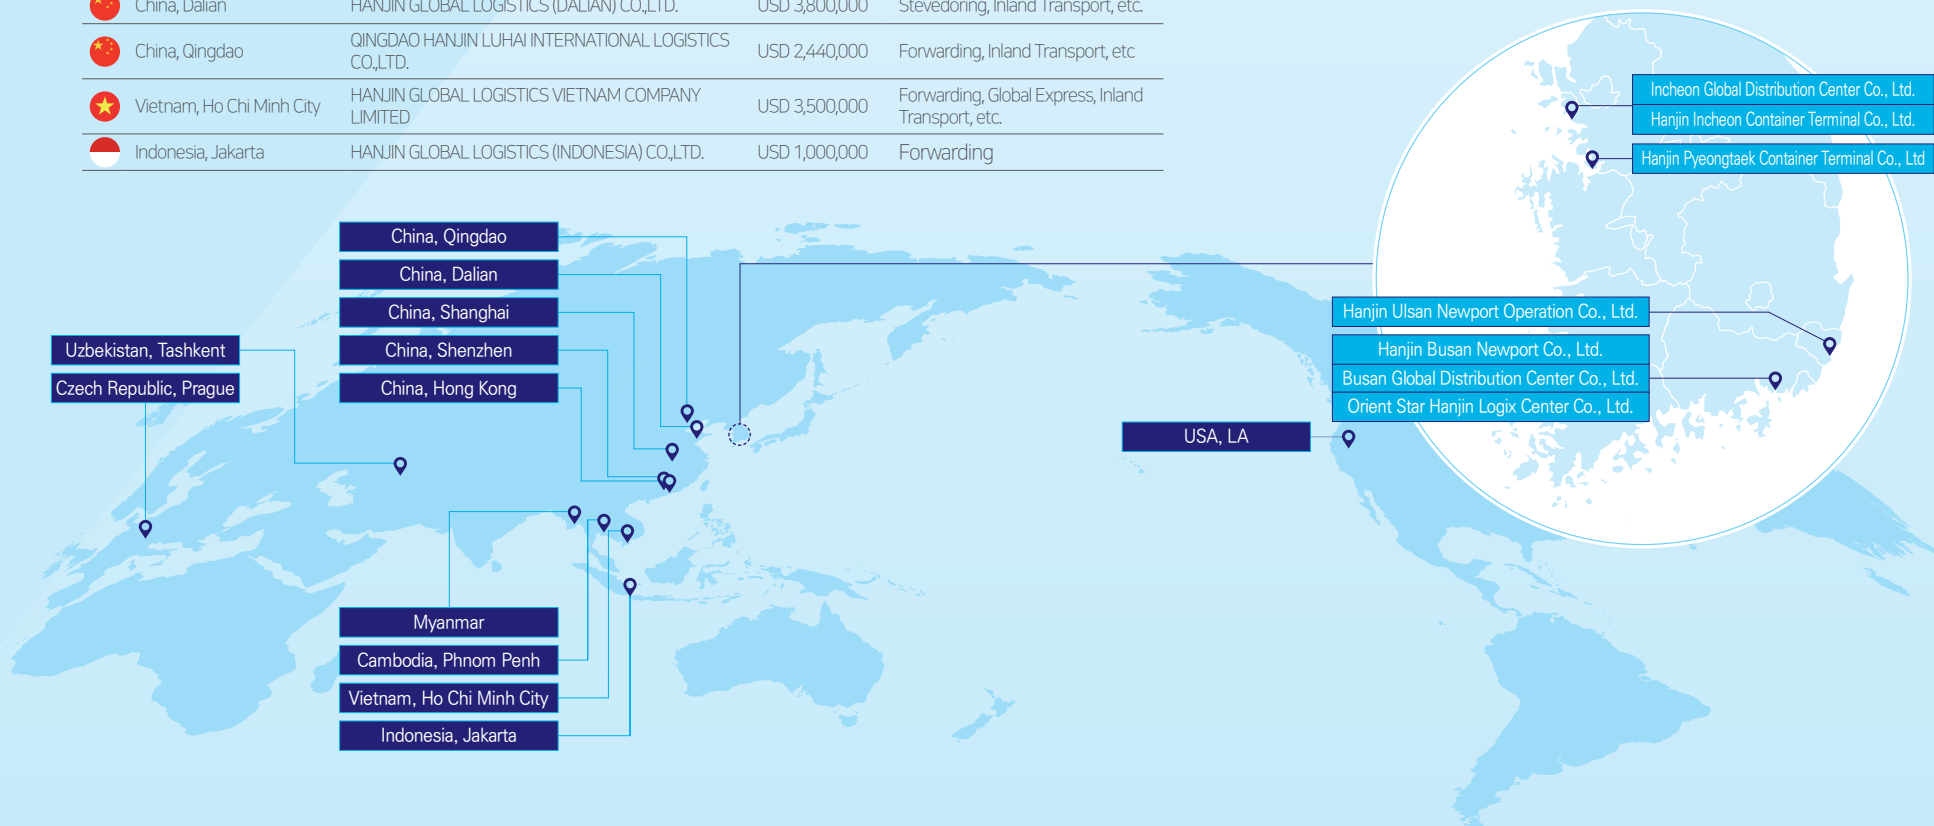 China, Dalian HANJIN GLOBAL LOGISTICS (DALIAN) CO.,LTD. USD 3,800,000 Stevedoring, Inland Transport, etc.
China, Qingdao QINGDAO HANJIN LUHAI INTERNATIONAL LOGISTICS CO.,LTD. USD 2,440,000 Forwarding, Inland Transport, etc
Vietnam, Ho Chi Minh City HANJIN GLOBAL LOGISTICS VIETNAM COMPANY LIMITED USD 3,500,000 Forwarding, Global Express, Inland Transport, etc.
Indonesia, Jakarta HANJIN GLOBAL LOGISTICS (INDONESIA) CO.,LTD. USD 1,000,000 Forwarding
Incheon Global Distribution Center Co., Ltd.
Hanjin Incheon Container Terminal Co., Ltd.
Hanjin Pyeongtaek Container Terminal Co., Ltd
China, Qingdao
China, Dalian
China, Shanghai
China, Shenzhen
China, Hong Kong
Uzbekistan, Tashkent
Czech Republic, Prague
Hanjin Ulsan Newport Operation Co., Ltd.
Hanjin Busan Newport Co., Ltd.
Busan Global Distribution Center Co., Ltd.
Orient Star Hanjin Logix Center Co., Ltd.
USA, LA
Myanmar
Cambodia, Phnom Penh
Vietnam, Ho Chi Minh City
Indonesia, Jakarta